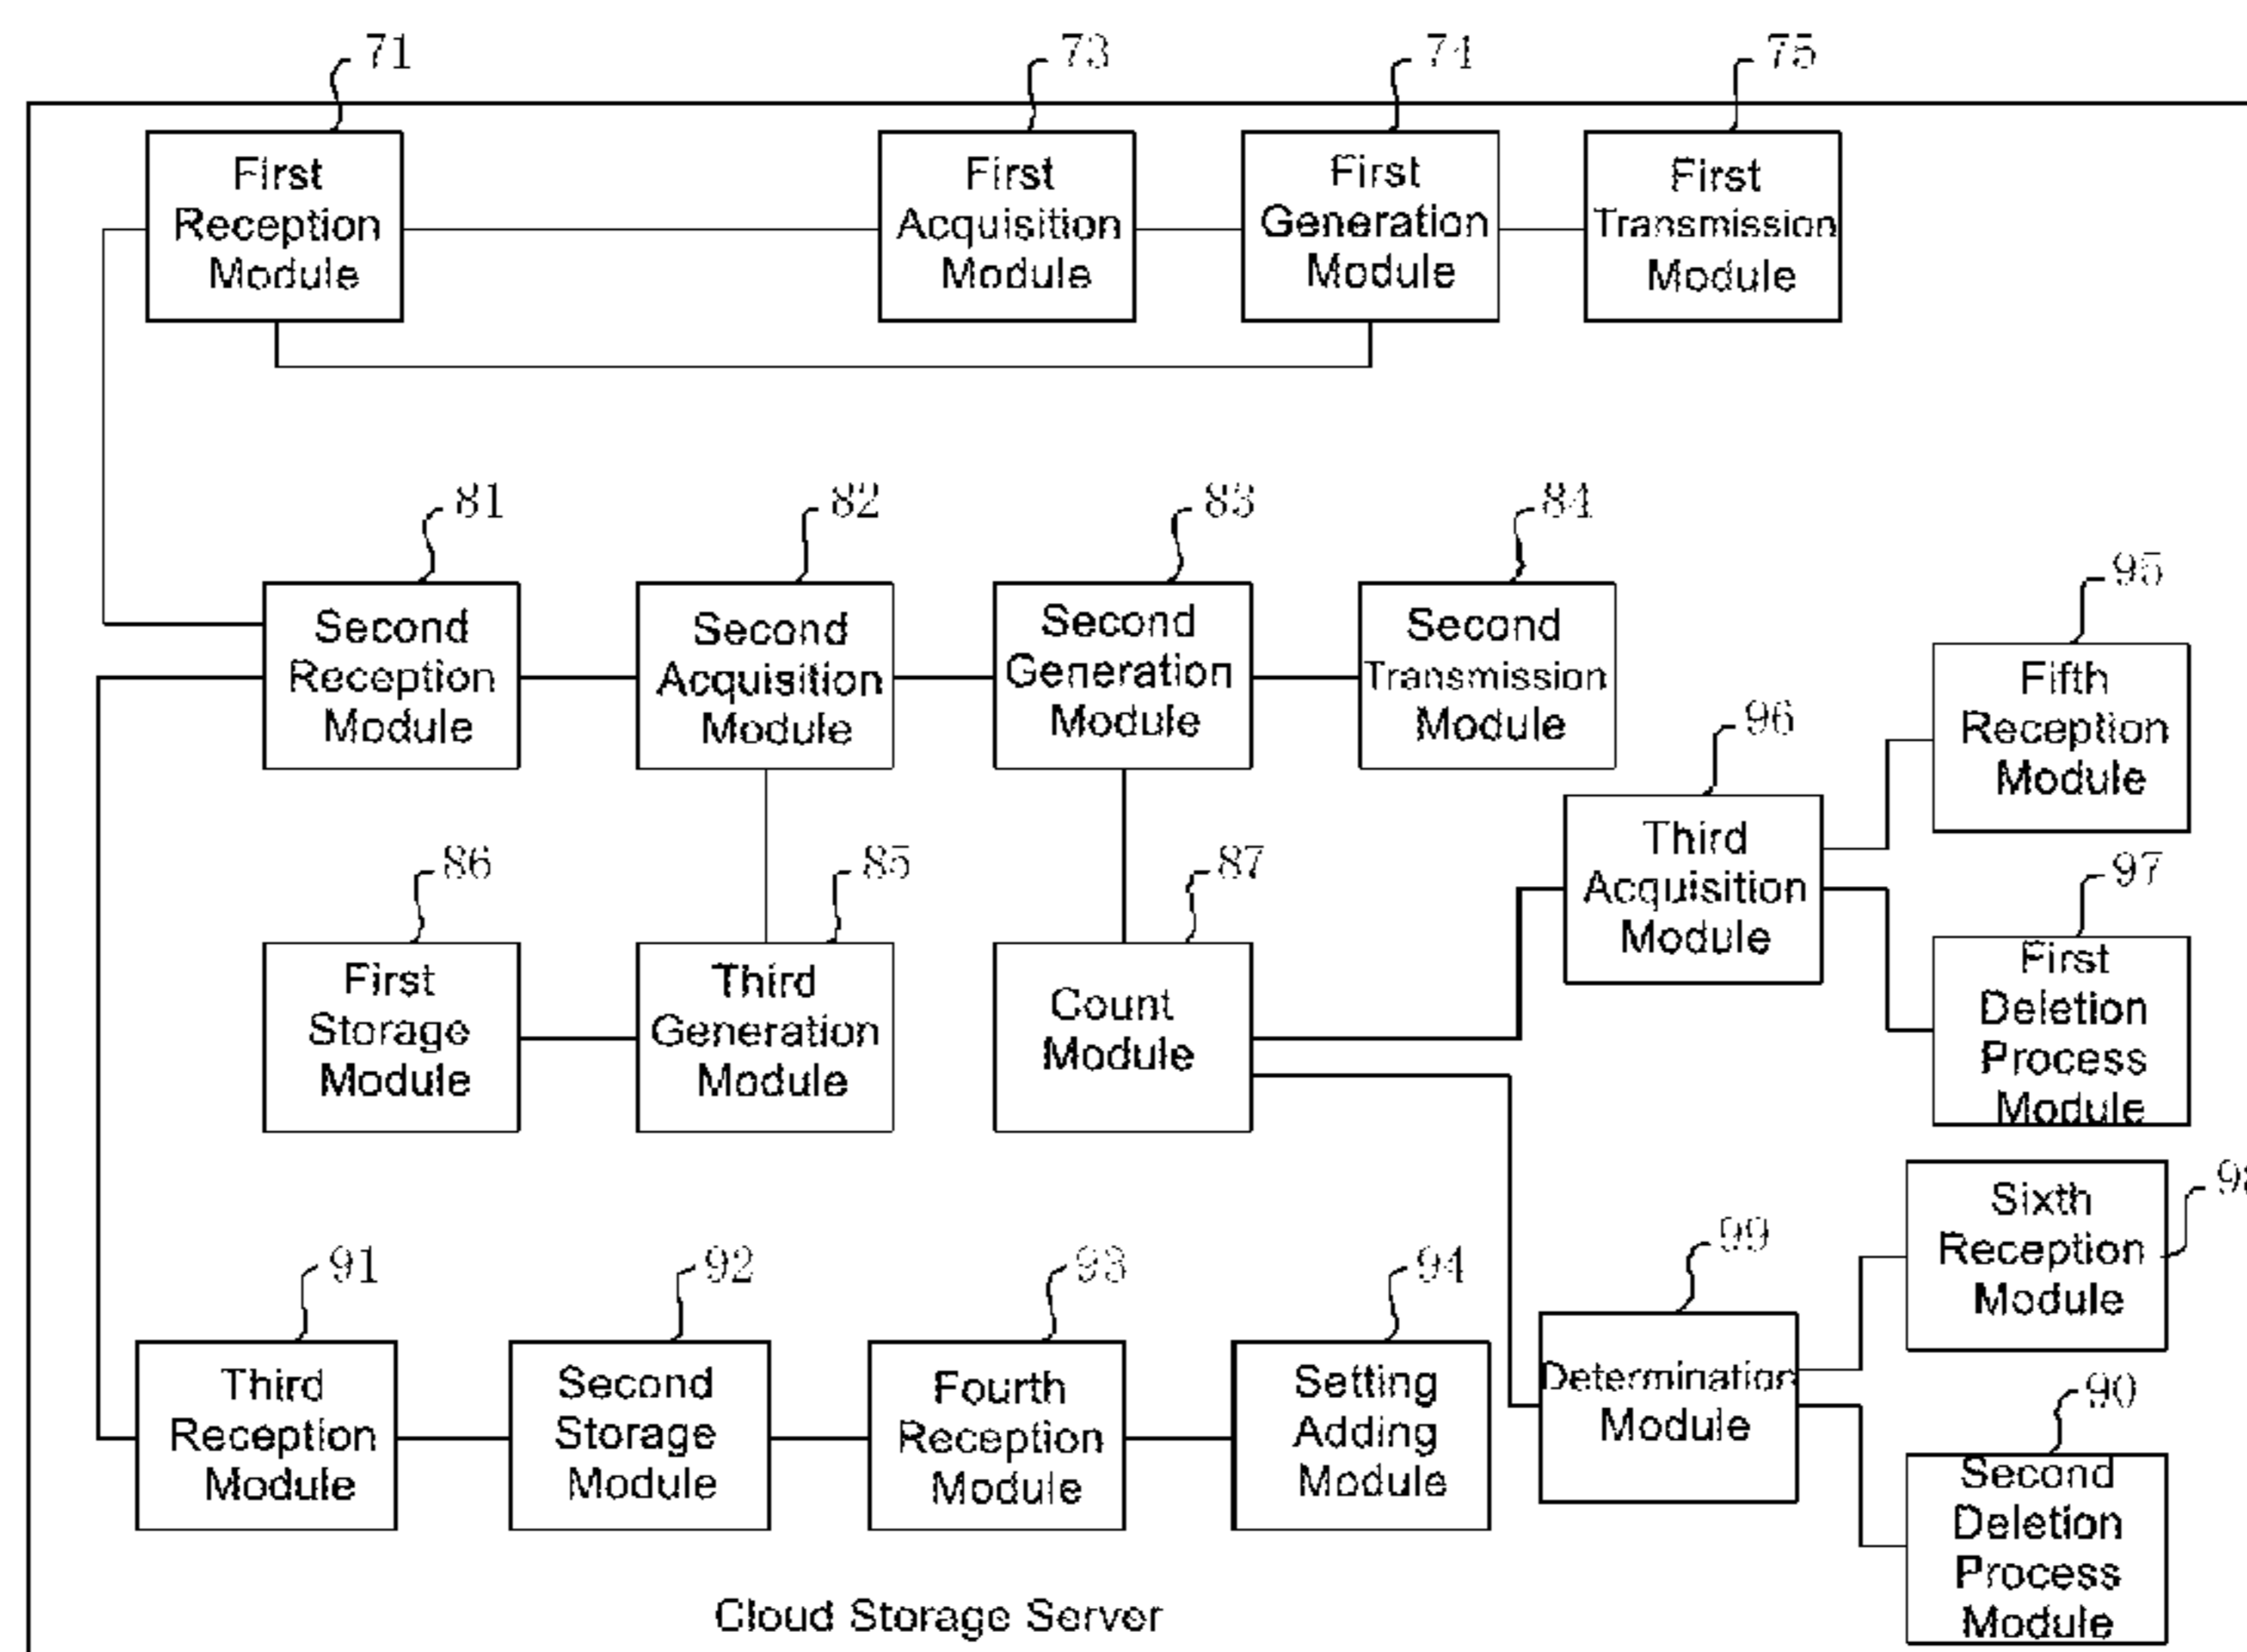 71
73
74
75
First
Reception
Module
First
Acquisition
Module
First
Generation
Module
First
Transmission
Module
81
82
83
84
Second
Reception
Module
Second
Acquisition
Module
Second
Generation
Module
Second
Transmission
Module
95
Fifth
Reception
Module
96
Third
Acquisition
Module
97
First
Deletion
Process
Module
86
85
87
First
Storage
Module
Third
Generation
Module
Count
Module
98
Sixth
Reception
Module
99
Determination
Module
90
Second
Deletion
Process
Module
91
92
93
94
Third
Reception
Module
Second
Storage
Module
Fourth
Reception
Module
Setting
Adding
Module
Cloud Storage Server